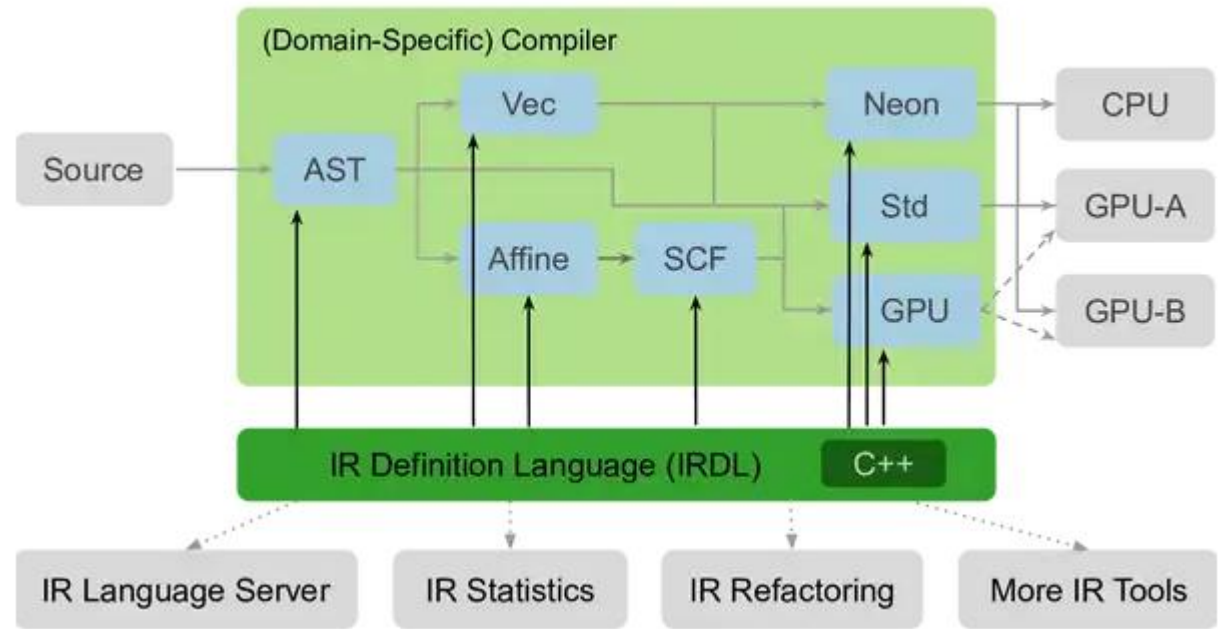 (Domain-Specific) Compiler
Vec
Neon
CPU
Source
AST
Std
GPU-A
Affine
SCF
GPU
GPU-B
IR Definition Language (IRDL)
C++
IR Language Server
IR Statistics
IR Refactoring
More IR Tools